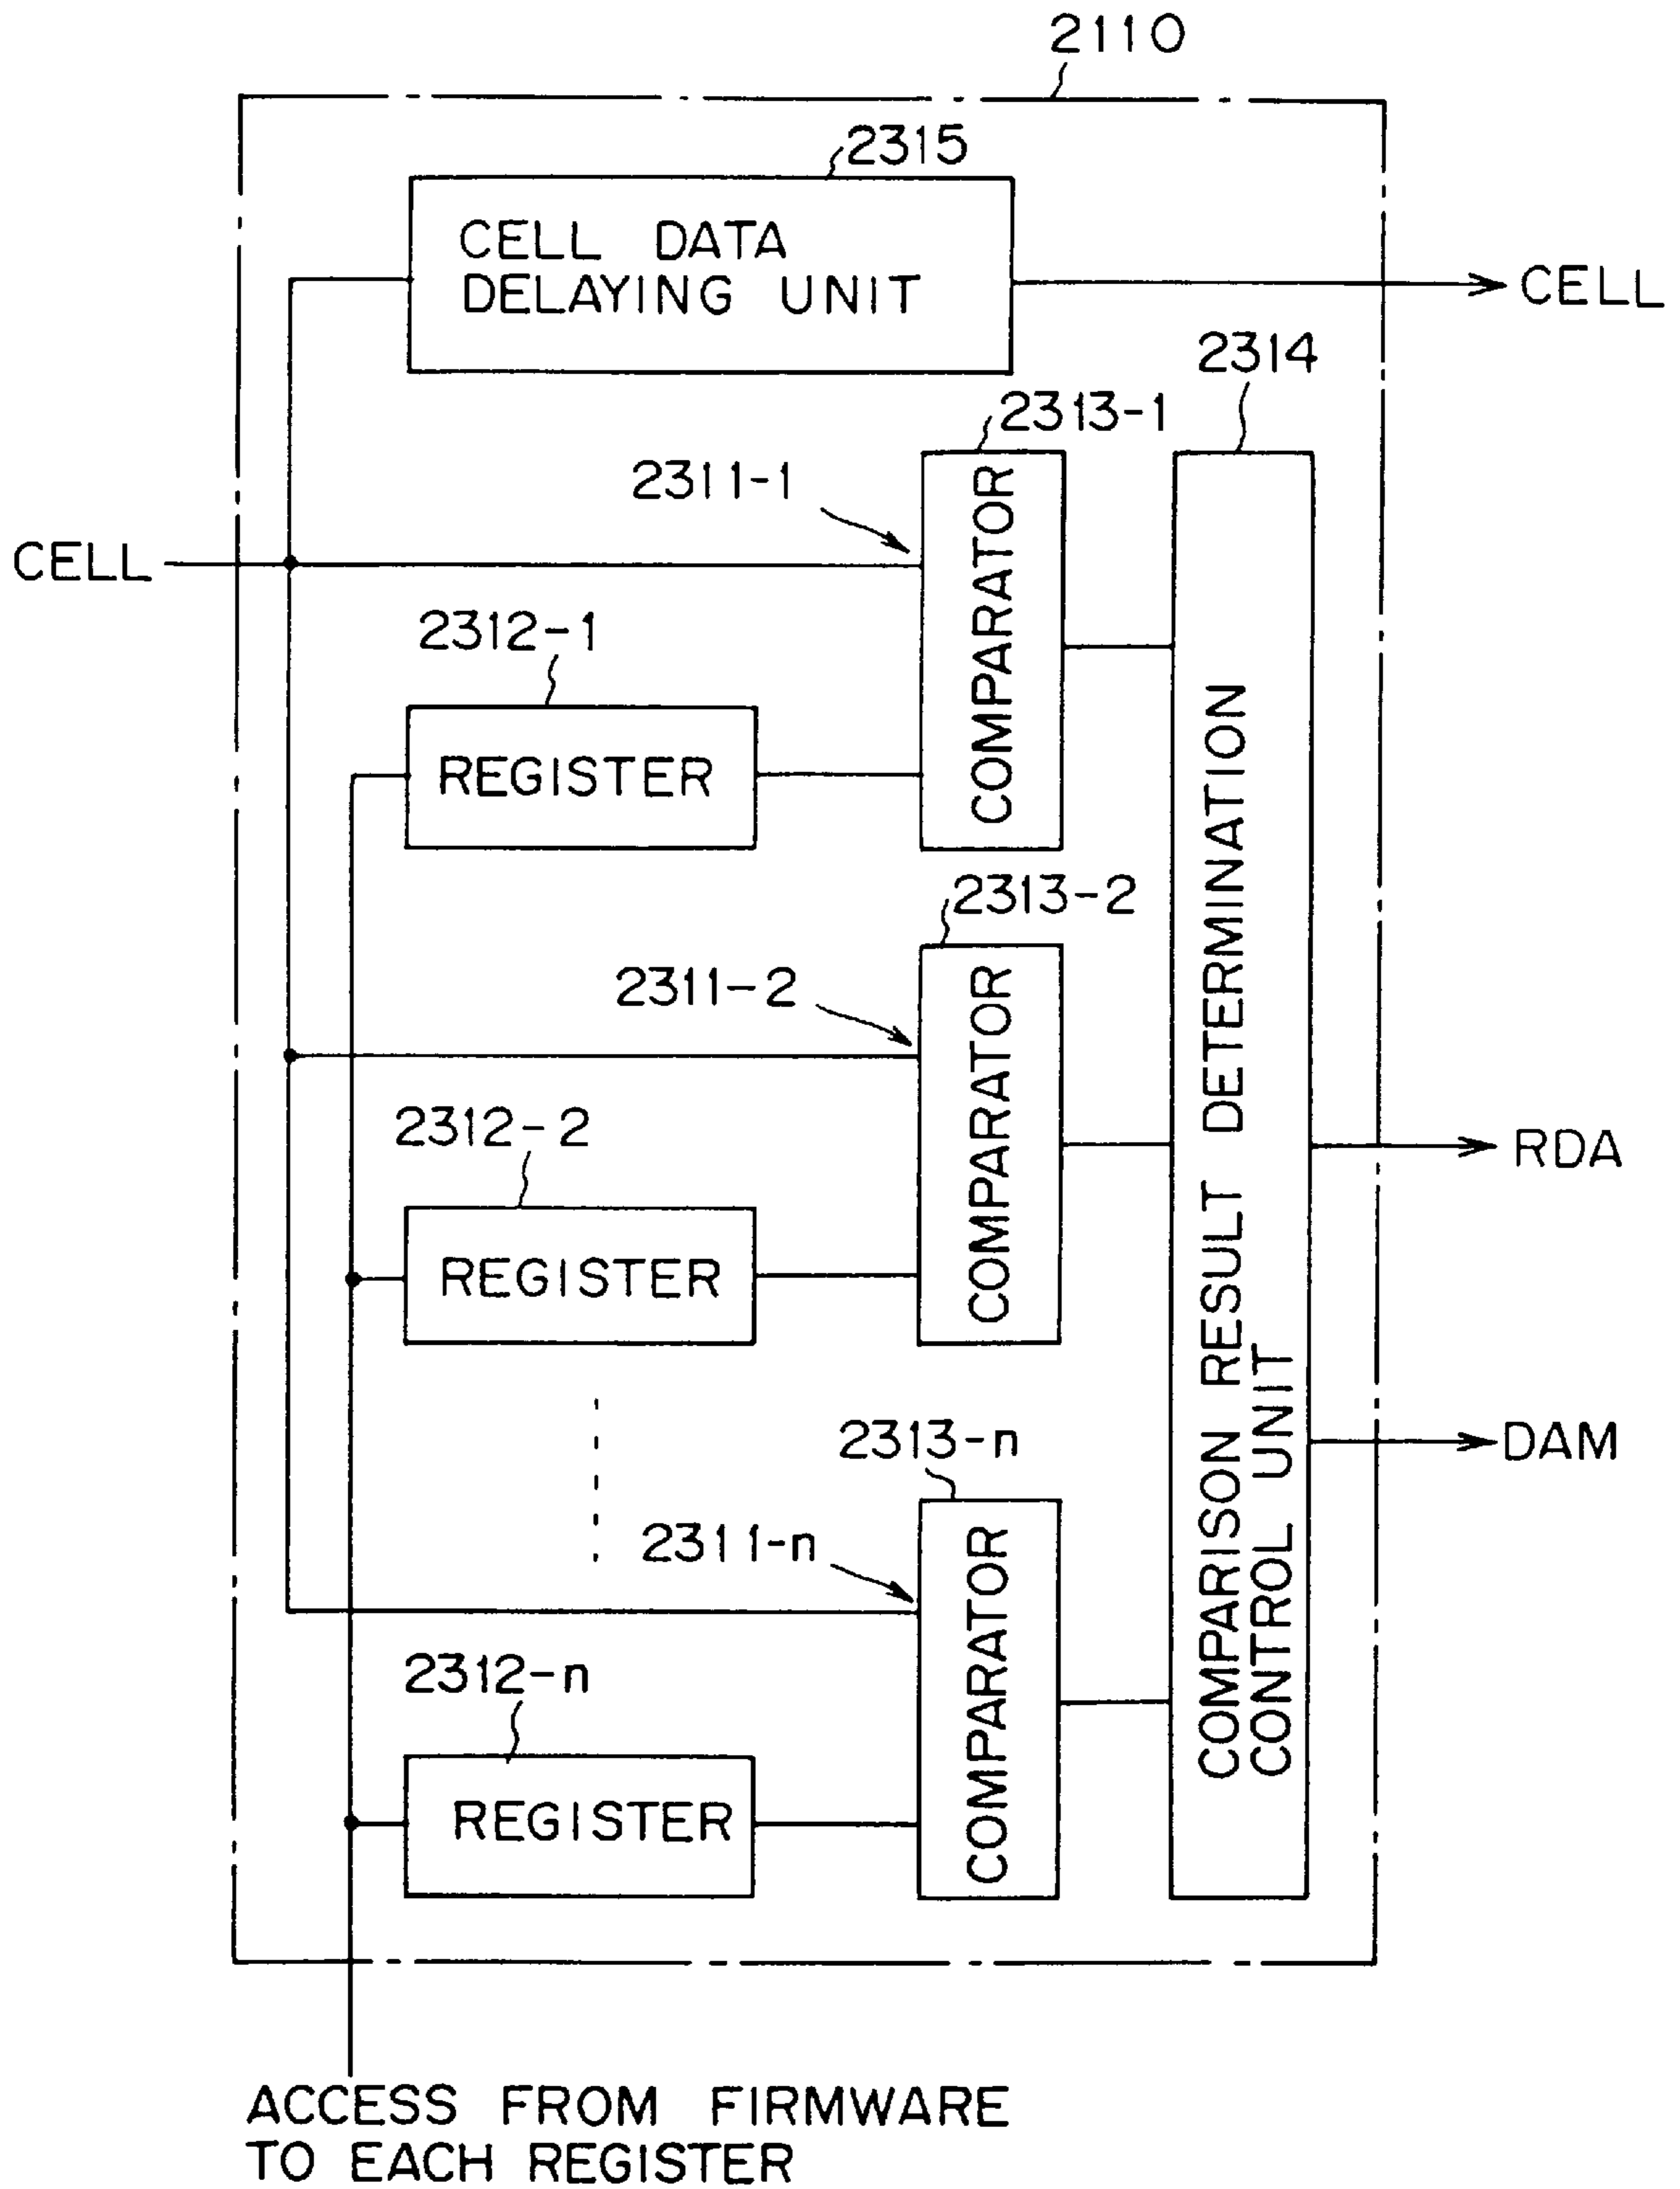 2110
2315
CELL DATA
DELAYING UNIT
CELL
2314
2313-1
2311-1
CELL
COMPARATOR
2312-1
REGISTER
2313-2
2311-2
COMPARATOR
2312-2
REGISTER
COMPARISON RESULT DETERMINATION
CONTROL UNIT
RDA
DAM
2313-n
2311-n
COMPARATOR
2312-n
REGISTER
ACCESS FROM FIRMWARE
TO EACH REGISTER